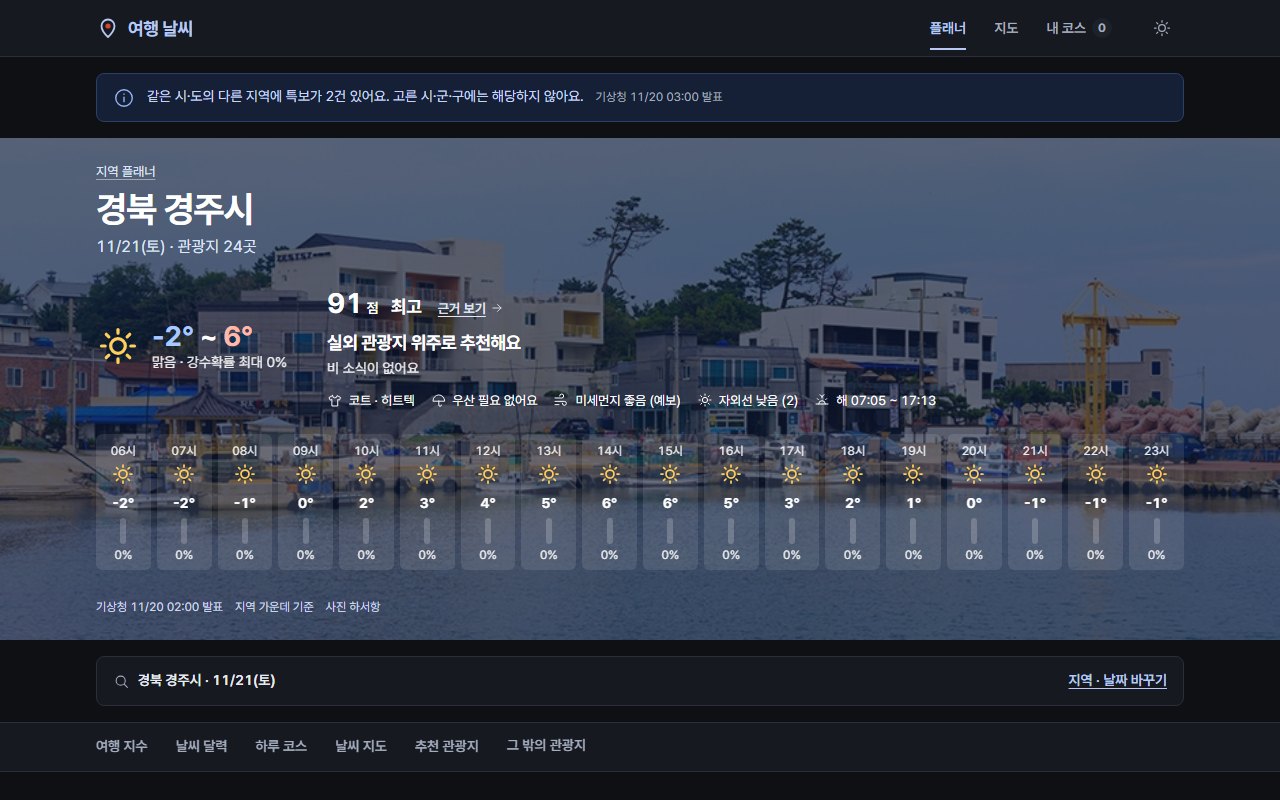 여행 날씨
플래너
지도
내 코스 0
같은 시·도의 다른 지역에 특보가 2건 있어요. 고른 시·군·구에는 해당하지 않아요. 기상청 11/20 03:00 발표
지역 플래너
경북 경주시
11/21(토) · 관광지 24곳
-2° ~ 6°
맑음 · 강수확률 최대 0%
91점 최고 근거 보기 →
실외 관광지 위주로 추천해요
비 소식이 없어요
코트 · 히트텍 우산 필요 없어요 미세먼지 좋음 (예보) 자외선 낮음 (2) 해 07:05 ~ 17:13
06시 07시 08시 09시 10시 11시 12시 13시 14시 15시 16시 17시 18시 19시 20시 21시 22시 23시
-2° -2° -1° 0° 2° 3° 4° 5° 6° 6° 5° 3° 2° 1° 0° -1° -1° -1°
0% 0% 0% 0% 0% 0% 0% 0% 0% 0% 0% 0% 0% 0% 0% 0% 0% 0%
기상청 11/20 02:00 발표 지역 가운데 기준 사진 하서항
경북 경주시 · 11/21(토)
지역 · 날짜 바꾸기
여행 지수 날씨 달력 하루 코스 날씨 지도 추천 관광지 그 밖의 관광지